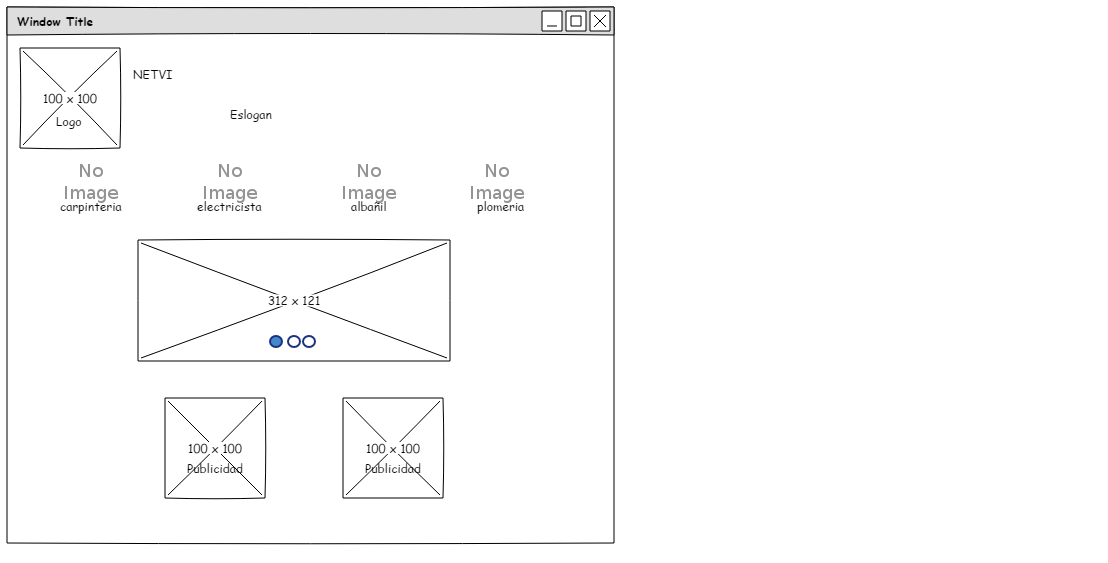 Window Title
NETVI
100 x 100
Logo
Eslogan
No Image
No Image
No Image
No Image
carpinteria
electricista
albañil
plomeria
312 x 121
100 x 100
Publicidad
100 x 100
Publicidad